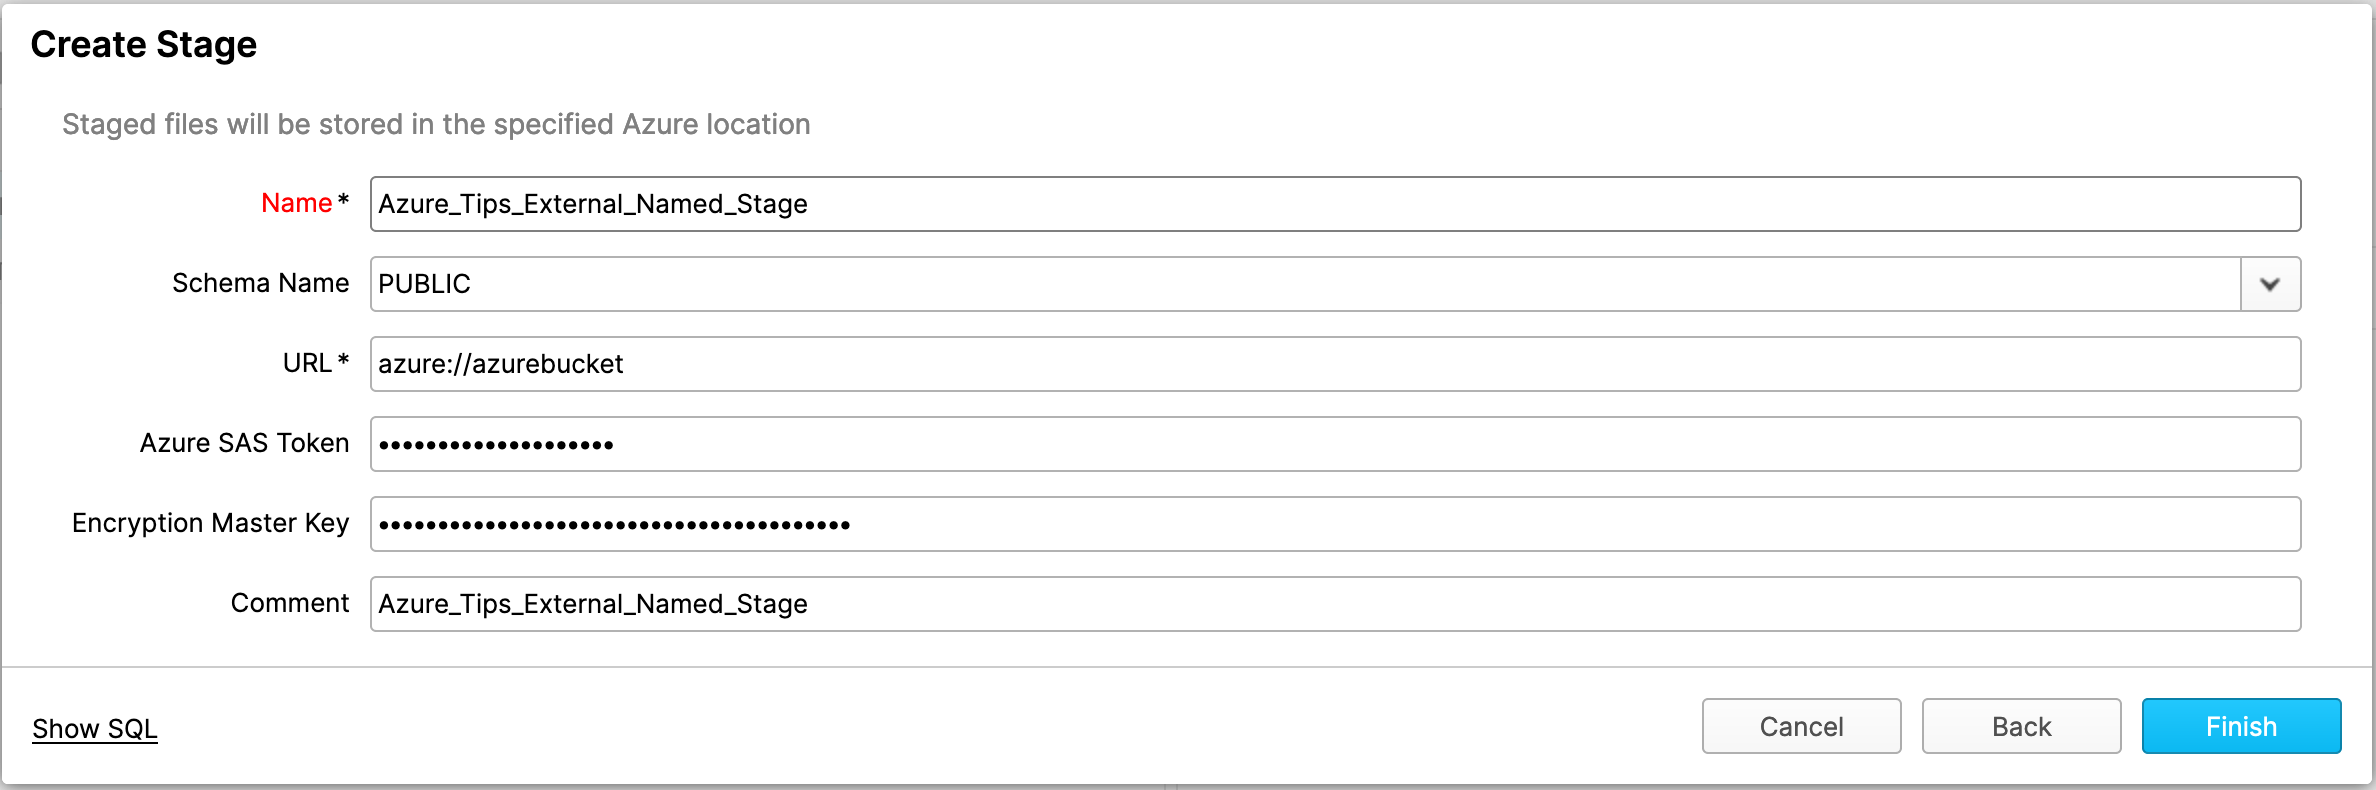 Create Stage
Staged files will be stored in the specified Azure location
Name* Azure_Tips_External_Named_Stage
Schema Name PUBLIC
URL* azure://azurebucket
Azure SAS Token ••••••••••••••••••••
Encryption Master Key ••••••••••••••••••••••••••••••••••••••••
Comment Azure_Tips_External_Named_Stage
Show SQL Cancel Back Finish